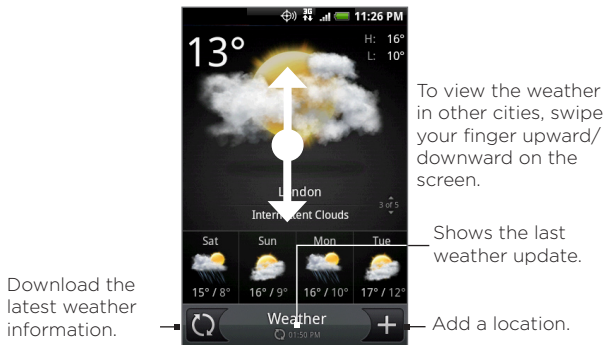 3G 11:26 PM
13°
H: 16°
L: 10°
To view the weather
in other cities, swipe
your finger upward/
downward on the
screen.
London
3 of 5
Intermittent Clouds
Sat Sun Mon Tue
15° / 8° 16° / 9° 16° / 10° 17° / 12°
Shows the last
weather update.
Download the
latest weather
information.
Weather
01:50 PM
Add a location.